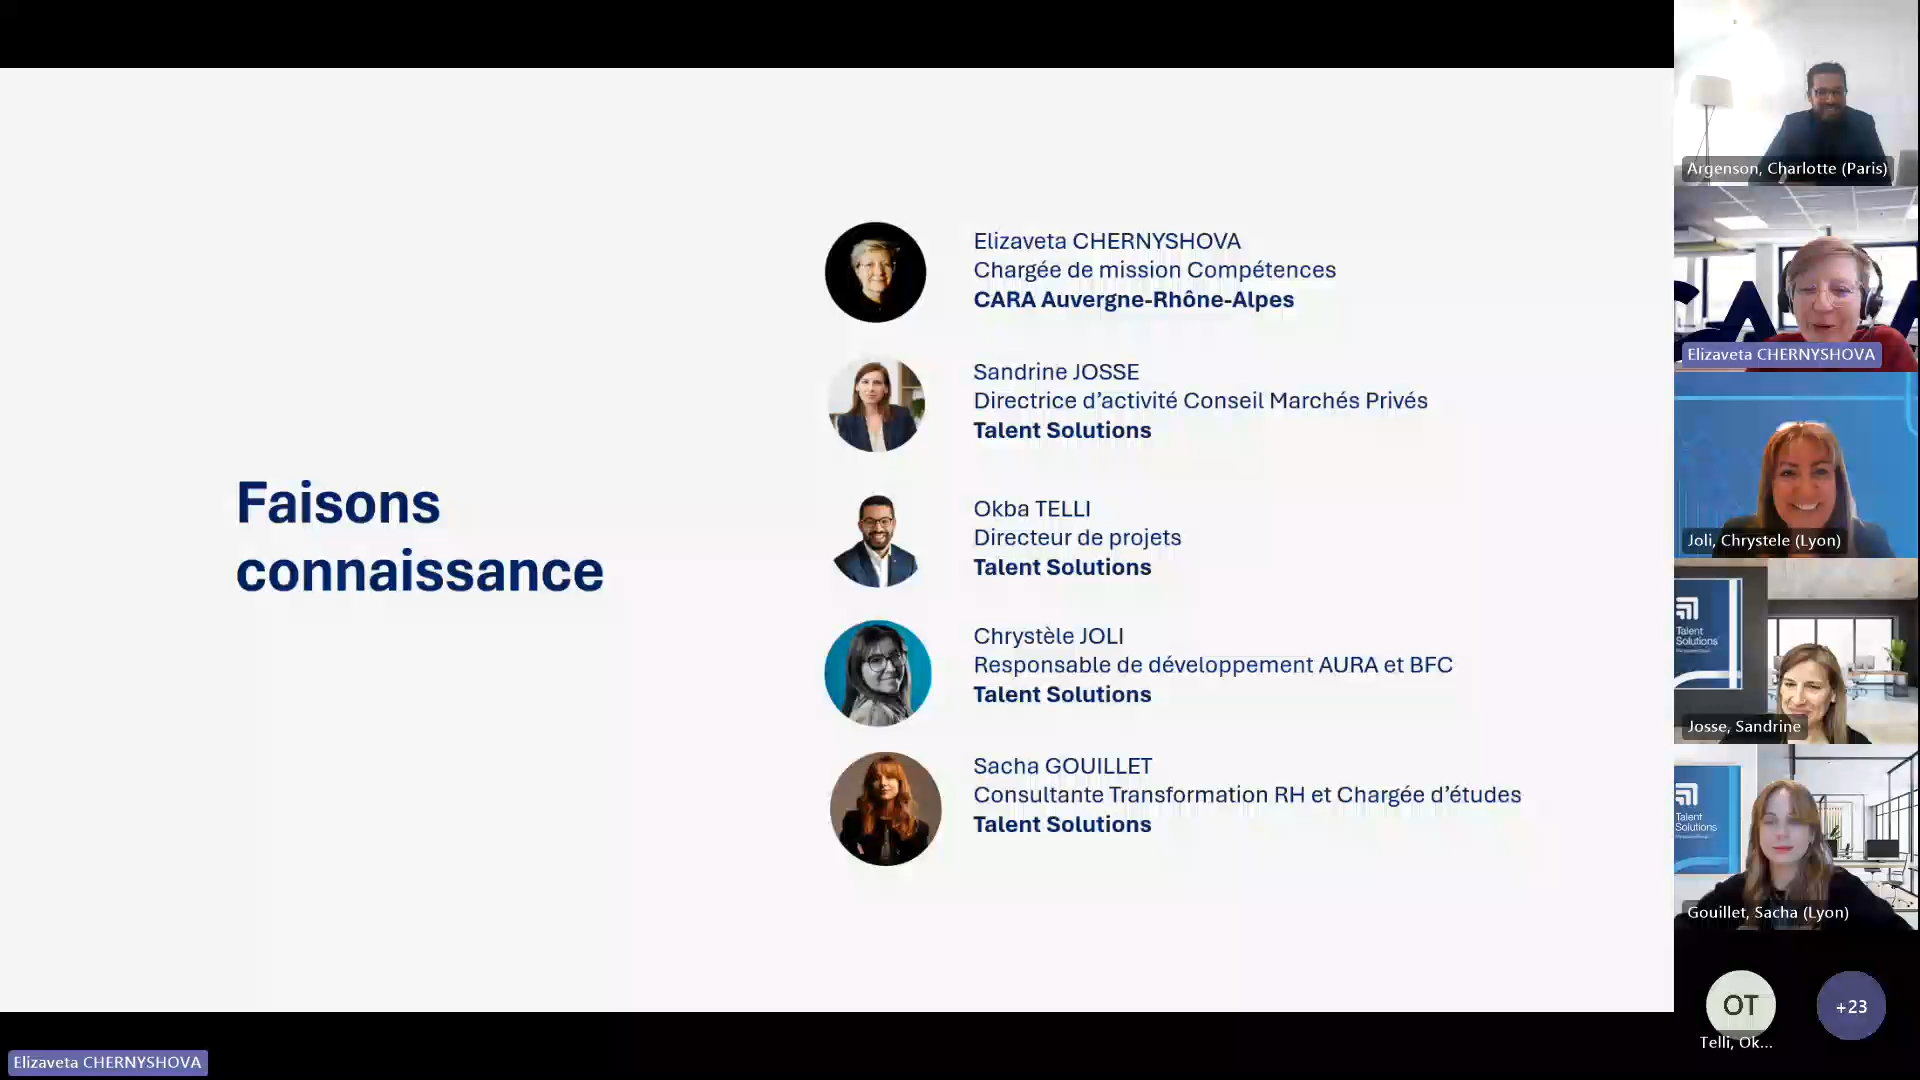 Faisons
connaissance
Elizaveta CHERNYSHOVA
Chargée de mission Compétences
CARA Auvergne-Rhône-Alpes
Sandrine JOSSE
Directrice d’activité Conseil Marchés Privés
Talent Solutions
Okba TELLI
Directeur de projets
Talent Solutions
Chrystèle JOLI
Responsable de développement AURA et BFC
Talent Solutions
Sacha GOUILLET
Consultante Transformation RH et Chargée d’études
Talent Solutions
Argenson, Charlotte (Paris)
Elizaveta CHERNYSHOVA
Joli, Chrystele (Lyon)
Talent
Solutions
Josse, Sandrine
Talent
Solutions
Gouillet, Sacha (Lyon)
OT
+23
Telli, Ok...
Elizaveta CHERNYSHOVA